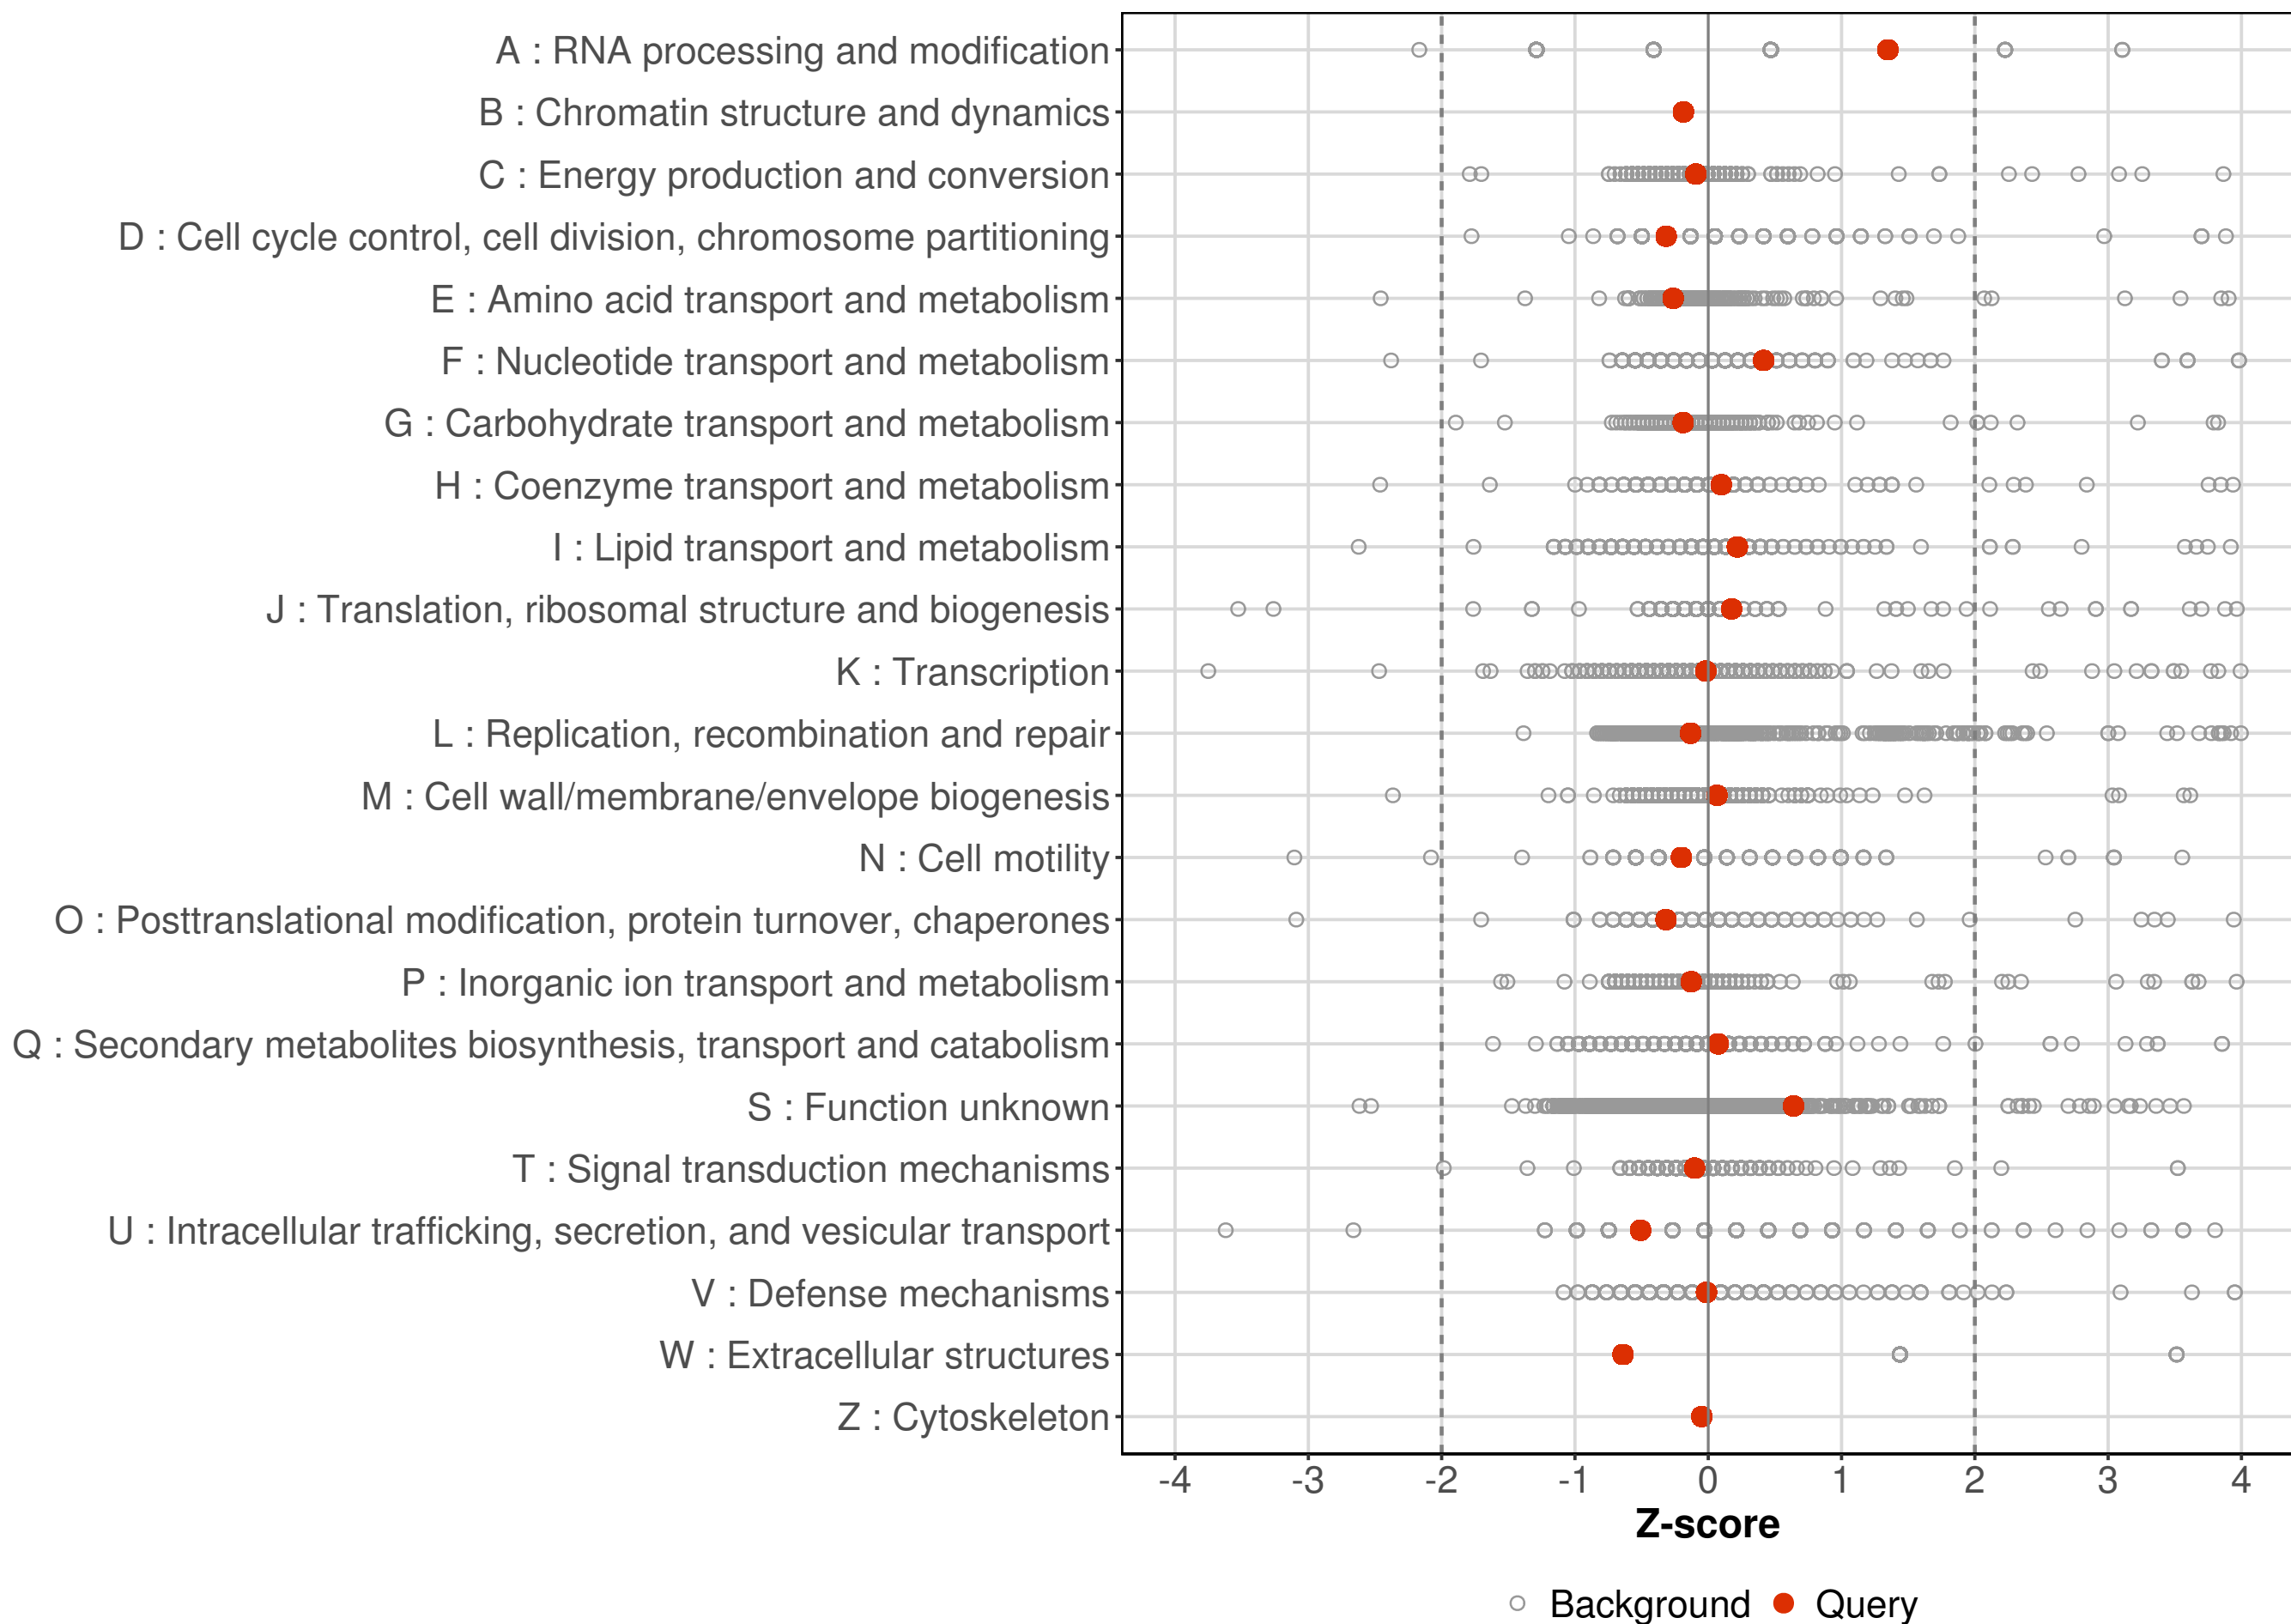 A : RNA processing and modification
B : Chromatin structure and dynamics
C : Energy production and conversion
D : Cell cycle control, cell division, chromosome partitioning
E : Amino acid transport and metabolism
F : Nucleotide transport and metabolism
G : Carbohydrate transport and metabolism
H : Coenzyme transport and metabolism
I : Lipid transport and metabolism
J : Translation, ribosomal structure and biogenesis
K : Transcription
L : Replication, recombination and repair
M : Cell wall/membrane/envelope biogenesis
N : Cell motility
O : Posttranslational modification, protein turnover, chaperones
P : Inorganic ion transport and metabolism
Q : Secondary metabolites biosynthesis, transport and catabolism
S : Function unknown
T : Signal transduction mechanisms
U : Intracellular trafficking, secretion, and vesicular transport
V : Defense mechanisms
W : Extracellular structures
Z : Cytoskeleton
-4 -3 -2 -1 0 1 2 3 4
Z-score
Background Query